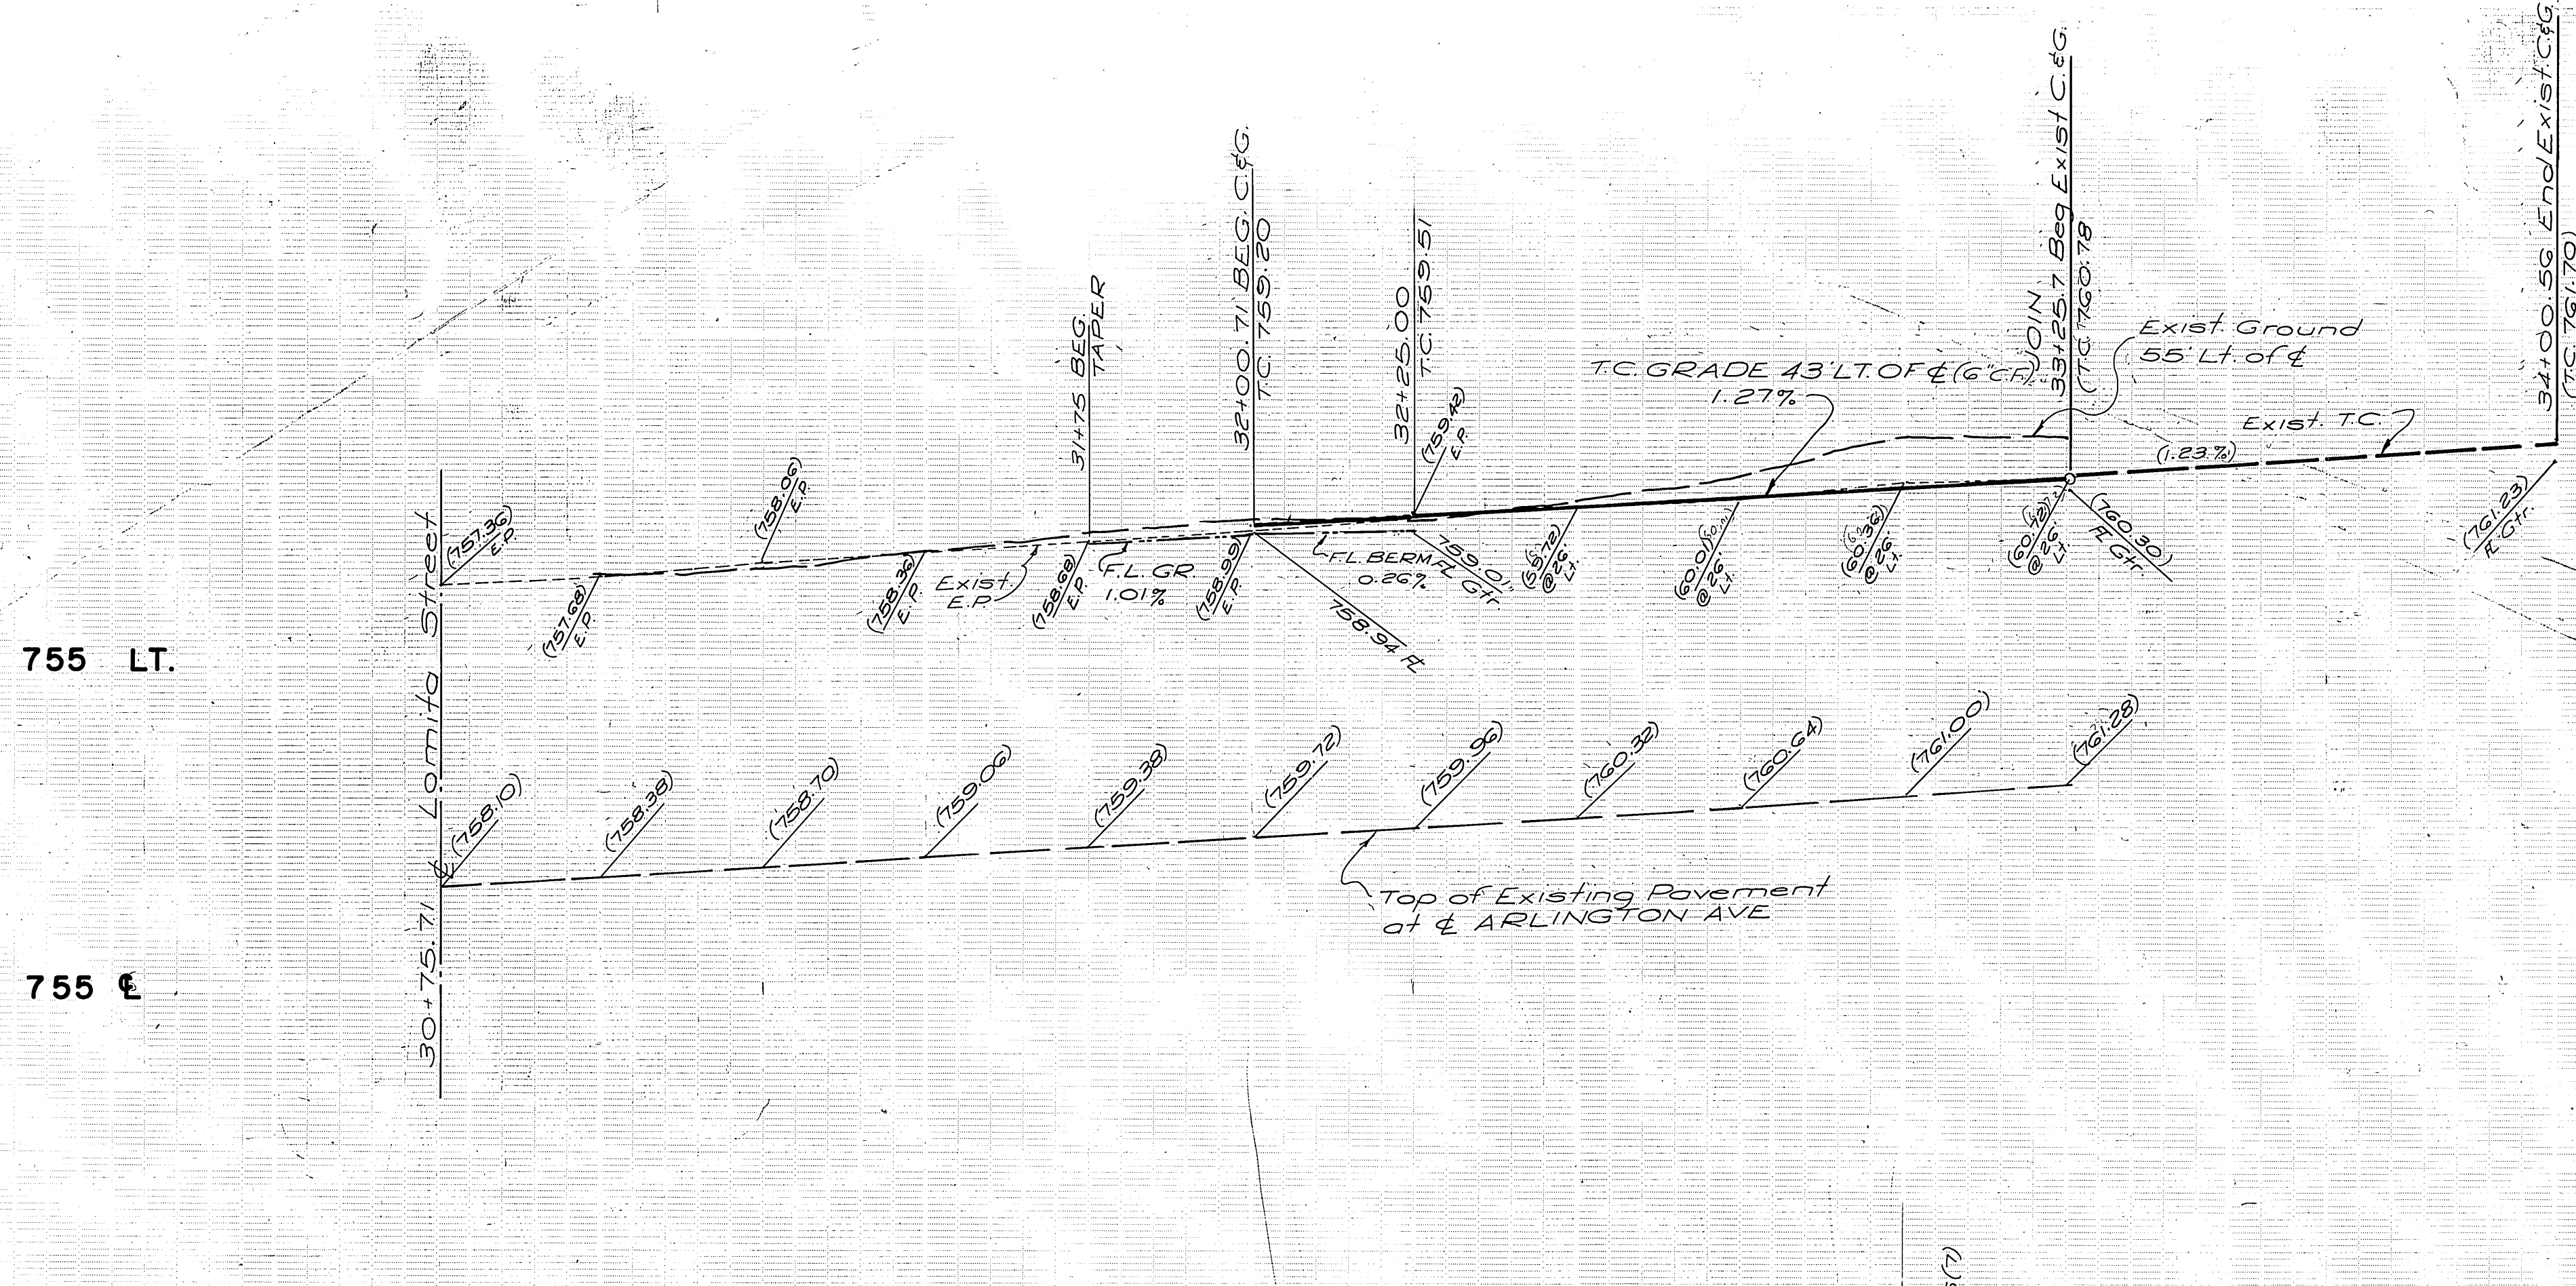 34+00.56 End Exist. C.&G.
(T.C. 761.70)
33+25.7 Beg Exist C.&G.
(T.C. 760.78
JOIN
32+00.71 BEG. C.&G.
T.C. 759.20
32+25.00
T.C. 759.51
31+75 BEG.
TAPER
(759.42)
E.P.
Exist. Ground
55' Lt. of ℄
T.C. GRADE 43' LT. OF ℄ (6" C.F.)
1.27%
Exist. T.C.
(1.23%)
(757.36)
E.P.
(758.06)
E.P.
(757.68)
E.P.
(758.36)
E.P.
Exist.
E.P.
(758.68)
E.P.
F.L. GR.
1.01%
(758.99)
E.P.
758.94 FL
F.L. BERM
0.26%
759.01
FL Gtr.
@ 26'
Lt.
(60.01)
@ 26'
Lt.
(60.36)
@ 26'
Lt.
(60.72)
@ 26'
Lt.
(760.30)
FL Gtr.
(761.23)
FL Gtr.
755 LT.
30+75.71 ℄ Lomita Street
(758.10)
(758.38)
(758.70)
(759.06)
(759.38)
(759.72)
(759.96)
(760.32)
(760.64)
(761.00)
(761.28)
Top of Existing Pavement
at ℄ ARLINGTON AVE
755 ℄